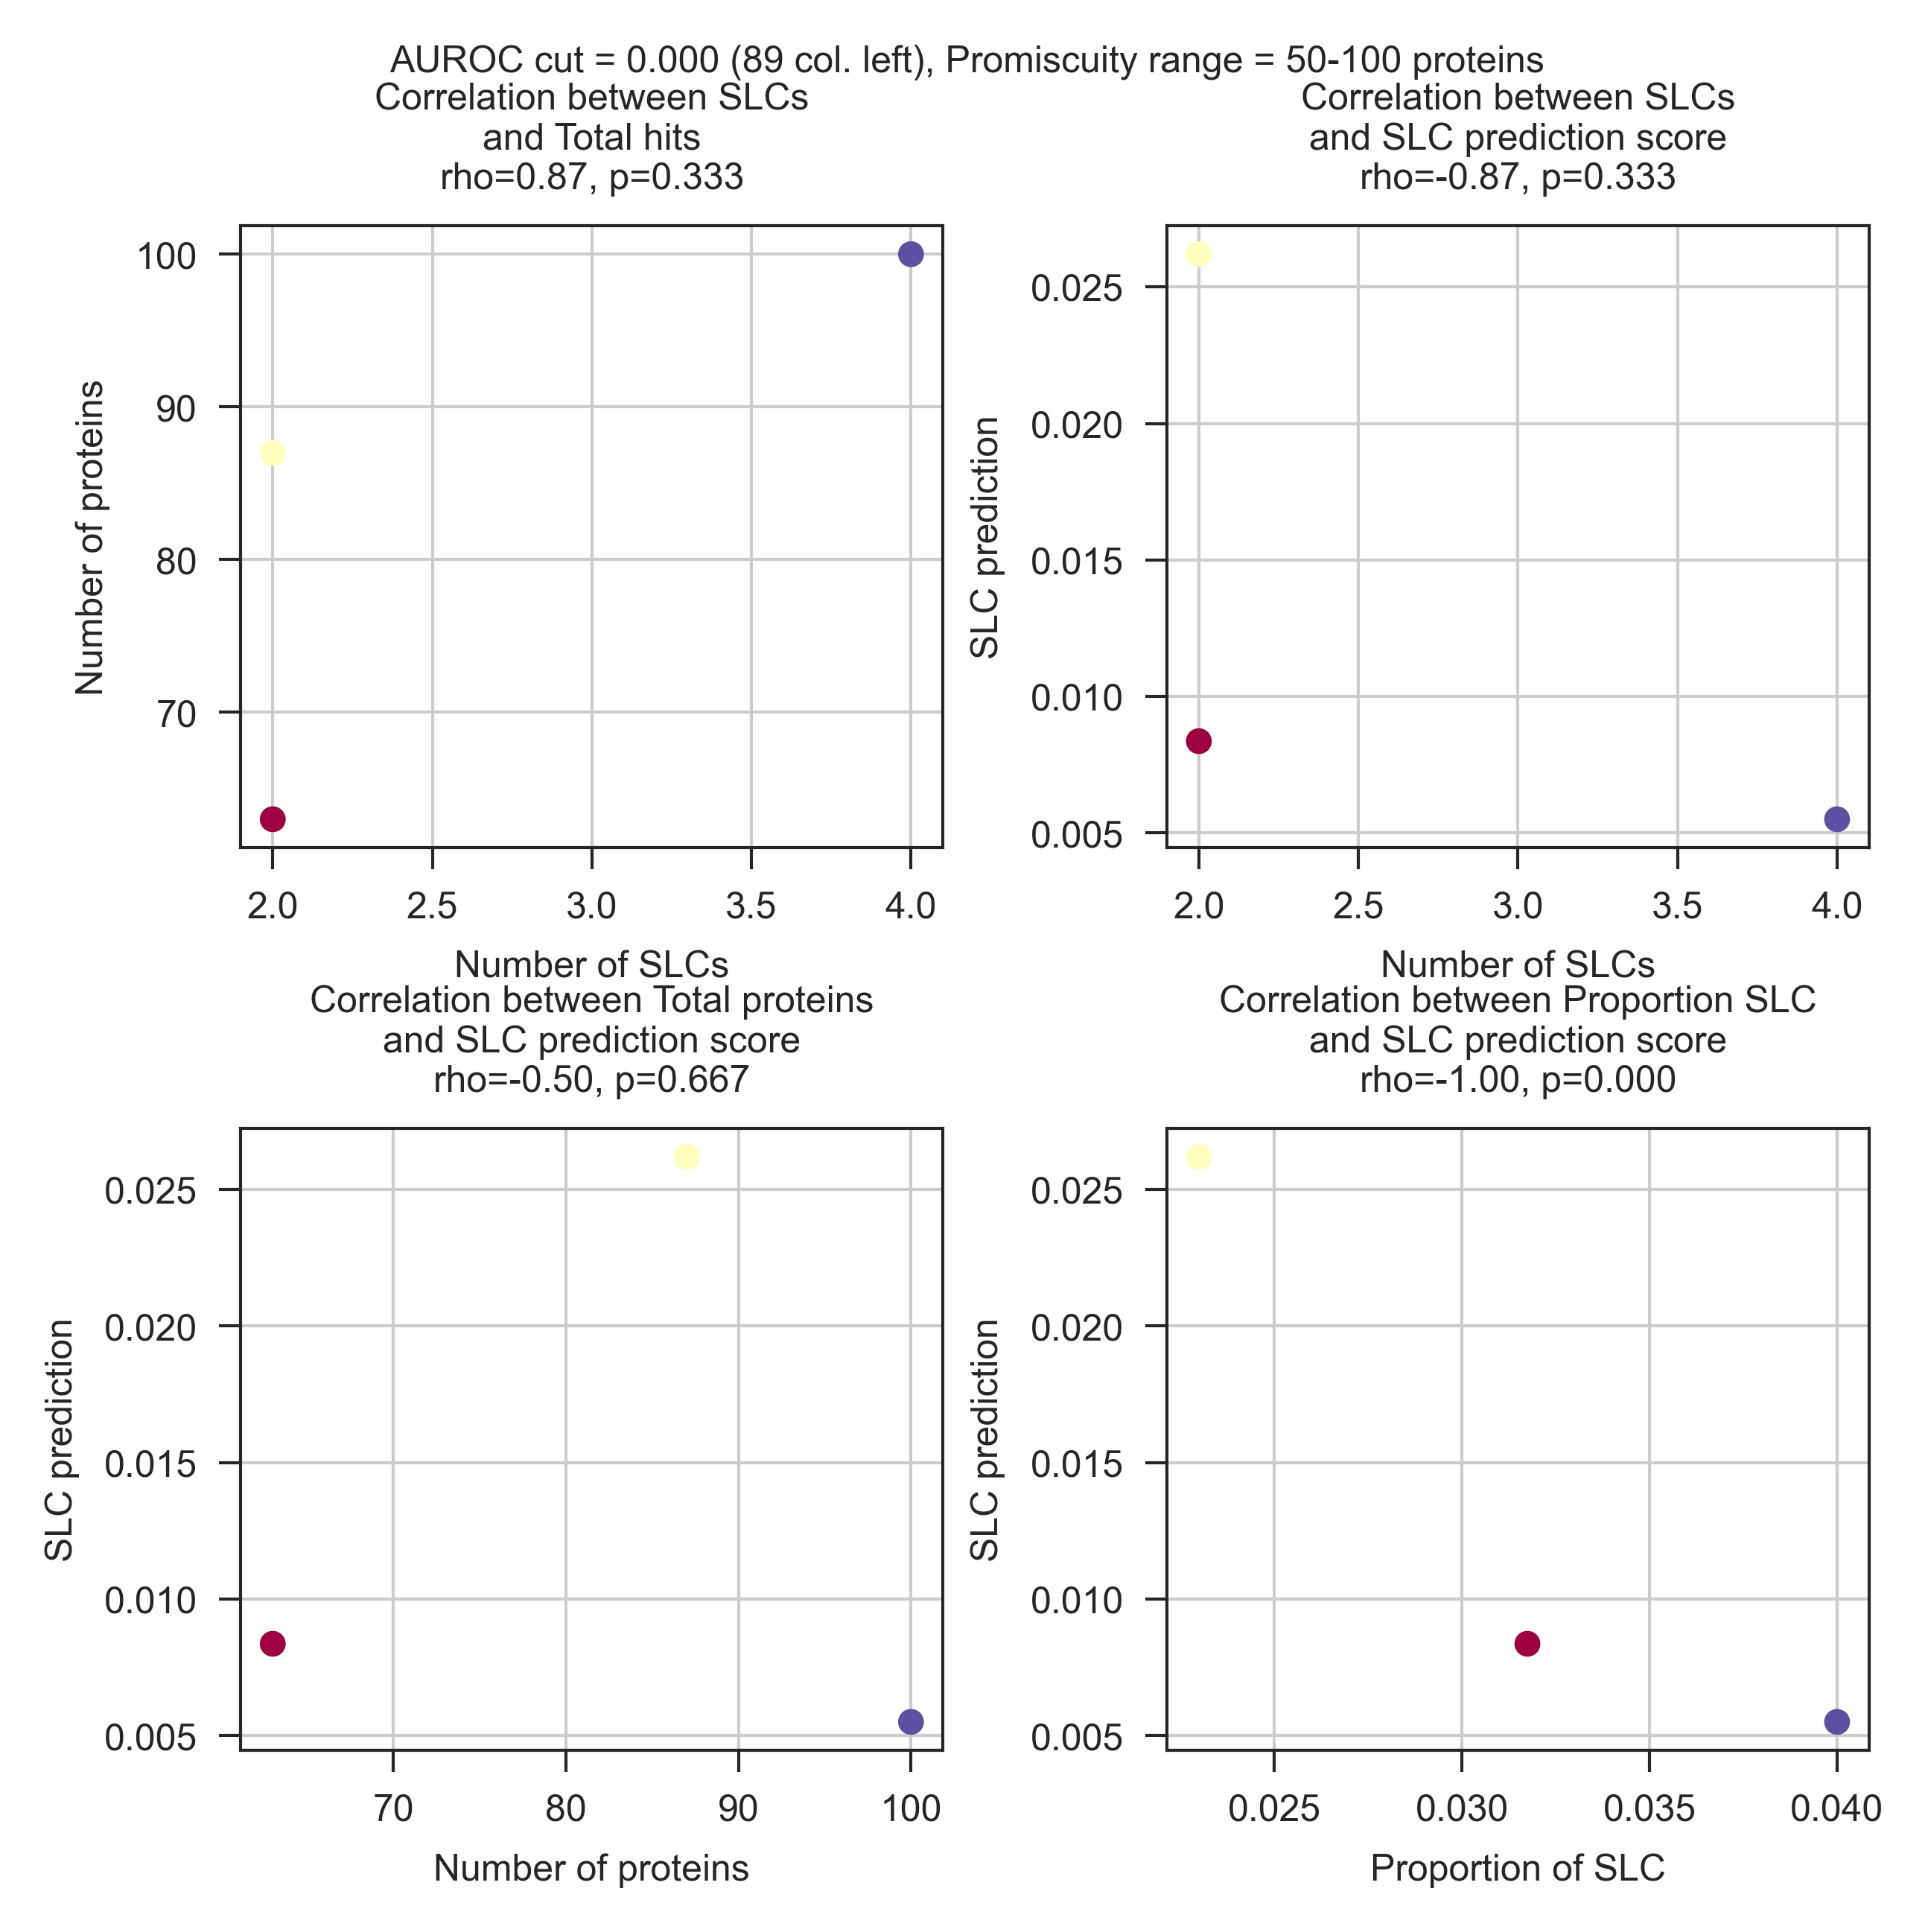 AUROC cut = 0.000 (89 col. left), Promiscuity range = 50-100 proteins
Correlation between SLCs
and Total hits
rho=0.87, p=0.333
100
90
80
70
Number of proteins
2.0 2.5 3.0 3.5 4.0
Number of SLCs
Correlation between SLCs
and SLC prediction score
rho=-0.87, p=0.333
0.025
0.020
0.015
0.010
0.005
SLC prediction
2.0 2.5 3.0 3.5 4.0
Number of SLCs
Correlation between Total proteins
and SLC prediction score
rho=-0.50, p=0.667
0.025
0.020
0.015
0.010
0.005
SLC prediction
70 80 90 100
Number of proteins
Correlation between Proportion SLC
and SLC prediction score
rho=-1.00, p=0.000
0.025
0.020
0.015
0.010
0.005
SLC prediction
0.025 0.030 0.035 0.040
Proportion of SLC